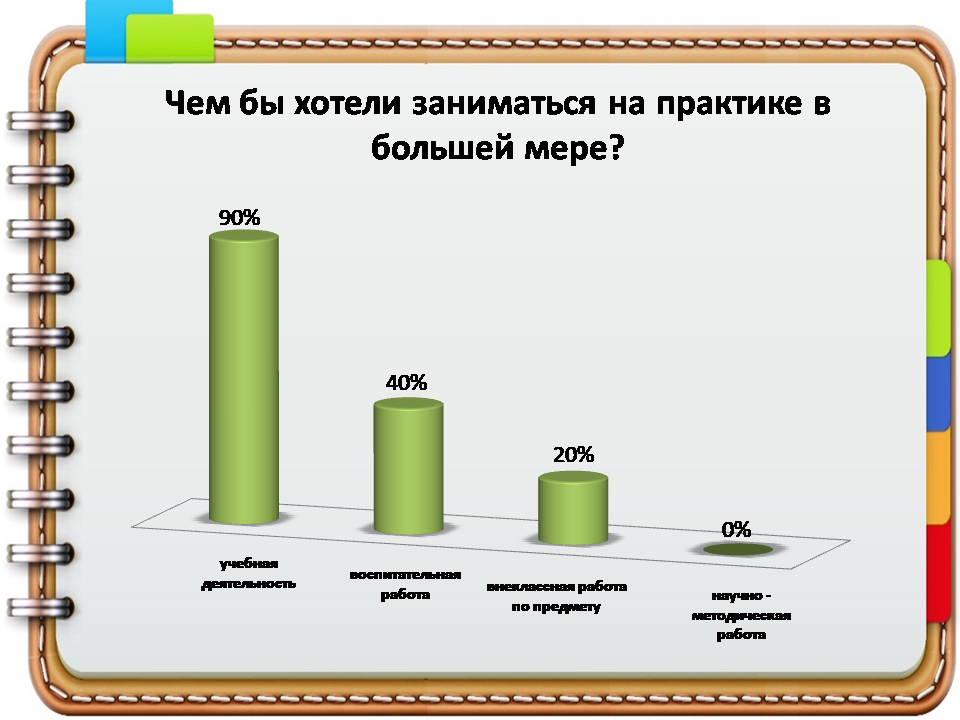 Чем бы хотели заниматься на практике в
большей мере?
90%
40%
20%
0%
учебная
деятельность
воспитательная
работа
внеклассная работа
по предмету
научно -
методическая
работа